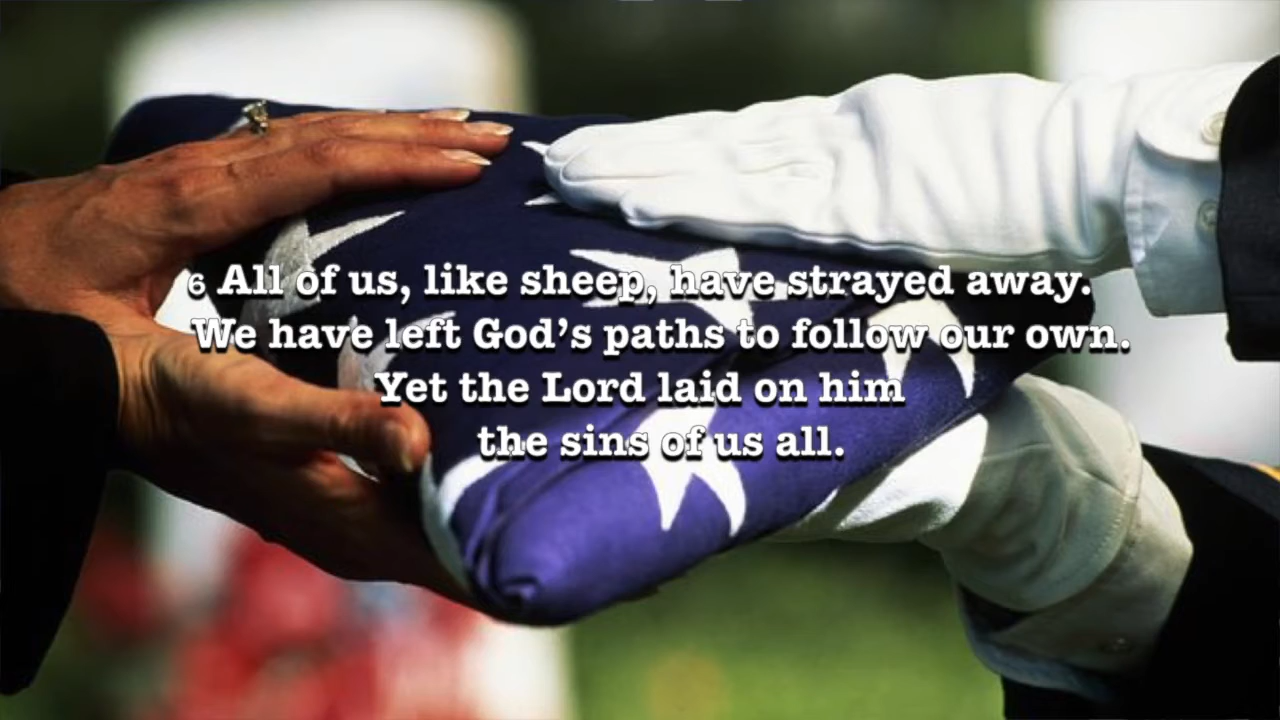 6 All of us, like sheep, have strayed away.
We have left God’s paths to follow our own.
Yet the Lord laid on him
the sins of us all.